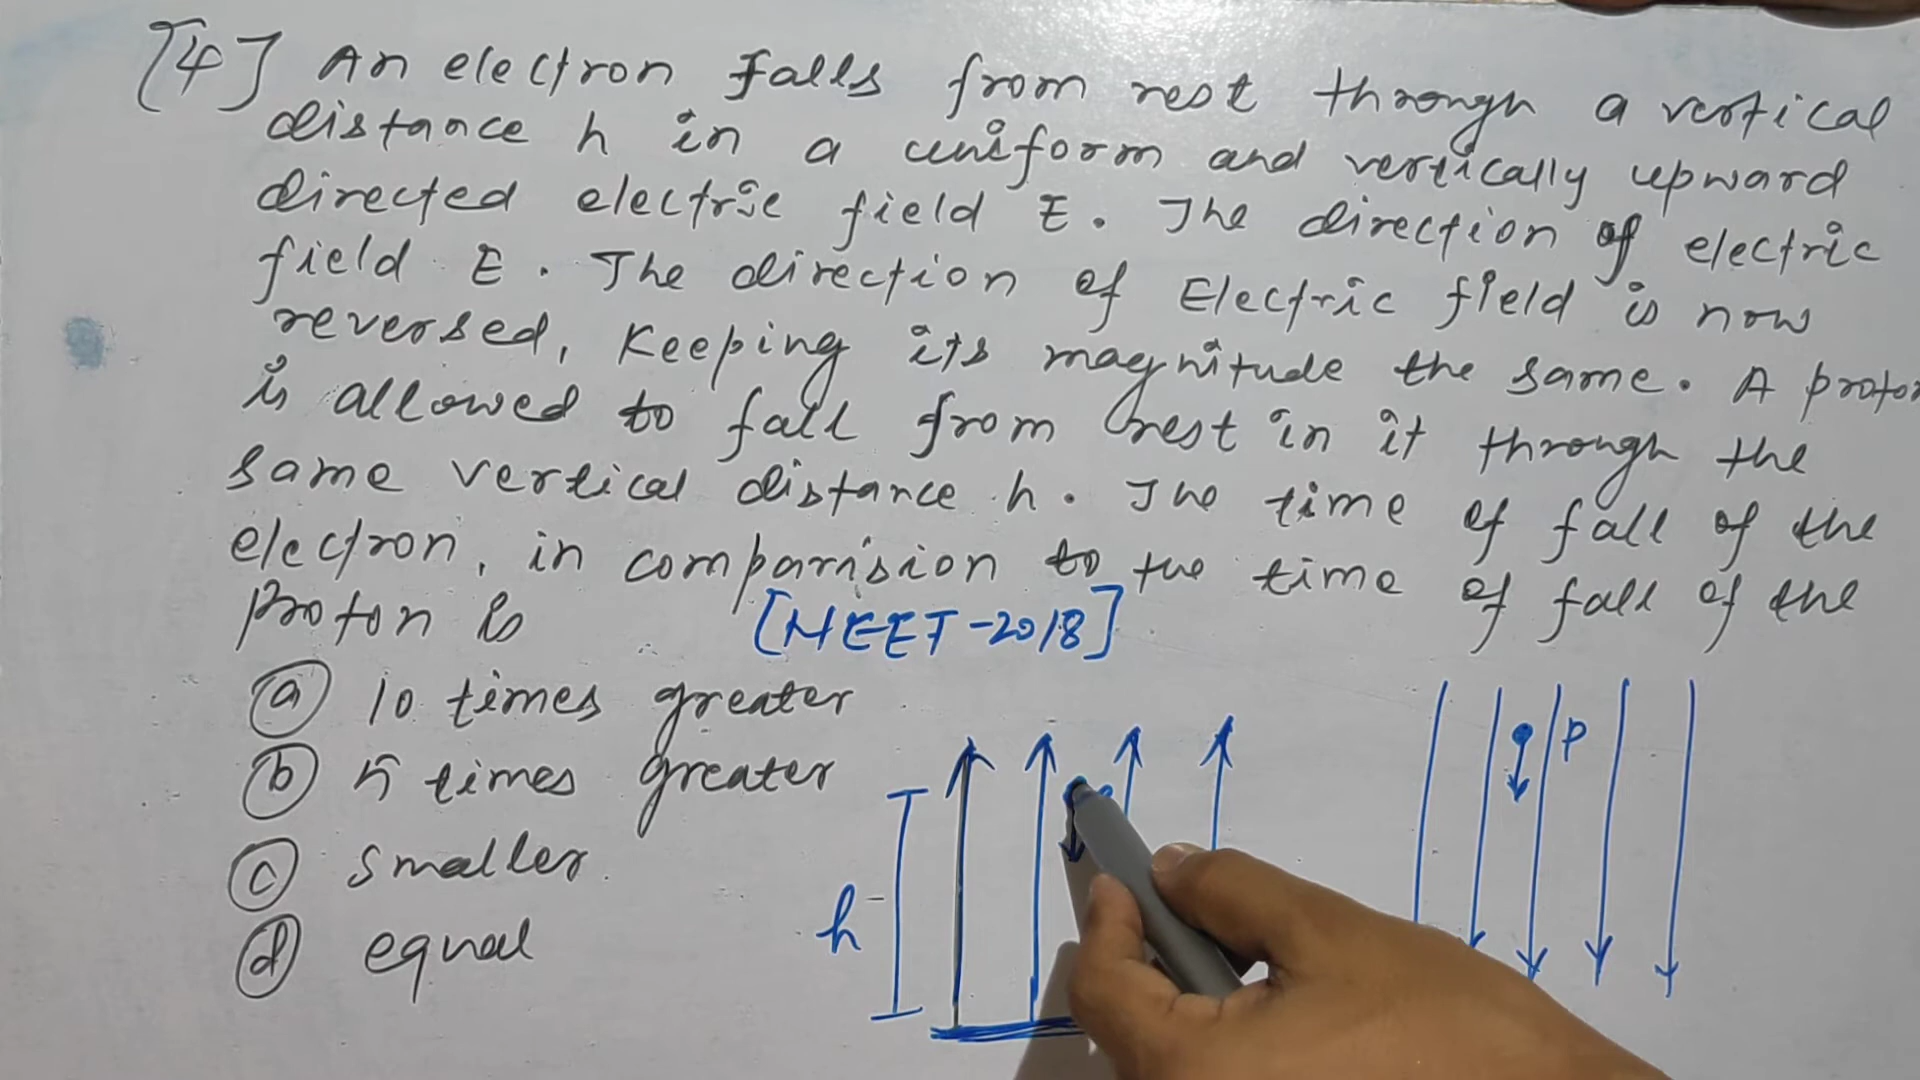 [4] An electron falls from rest through a vertical
distance h in a uniform and vertically upward
directed electric field E. The direction of electric
field E. The direction of Electric field is now
reversed, Keeping its magnitude the same. A proton
is allowed to fall from rest in it through the
same vertical distance h. The time of fall of the
electron, in comparision to the time of fall of the
proton is [NEET-2018]
(a) 10 times greater
(b) 5 times greater
(c) smaller.
(d) equal
h
P